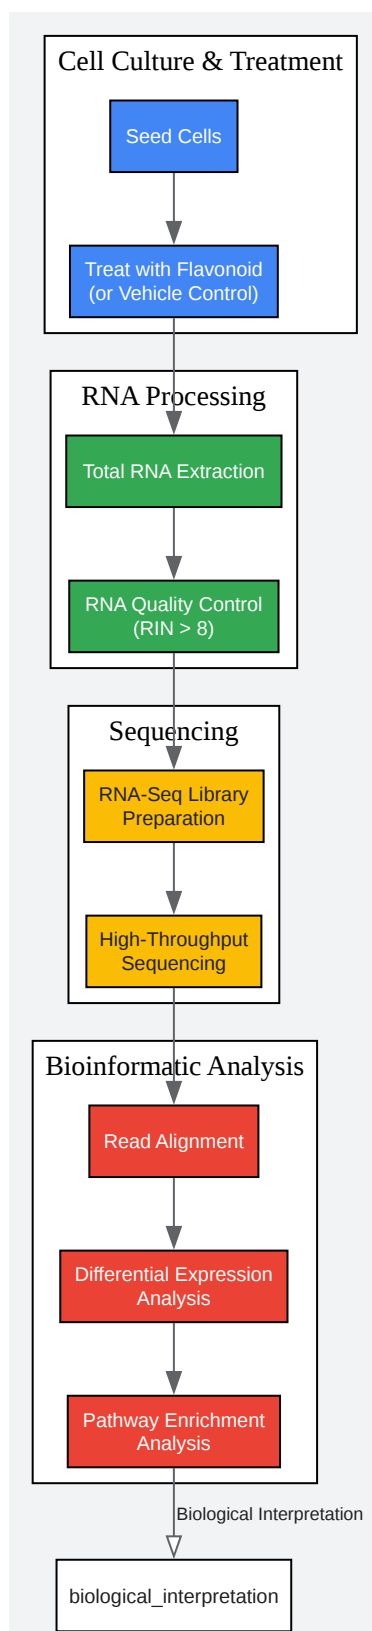 Cell Culture & Treatment
Seed Cells
Treat with Flavonoid
(or Vehicle Control)
RNA Processing
Total RNA Extraction
RNA Quality Control
(RIN > 8)
Sequencing
RNA-Seq Library
Preparation
High-Throughput
Sequencing
Bioinformatic Analysis
Read Alignment
Differential Expression
Analysis
Pathway Enrichment
Analysis
Biological Interpretation
biological_interpretation